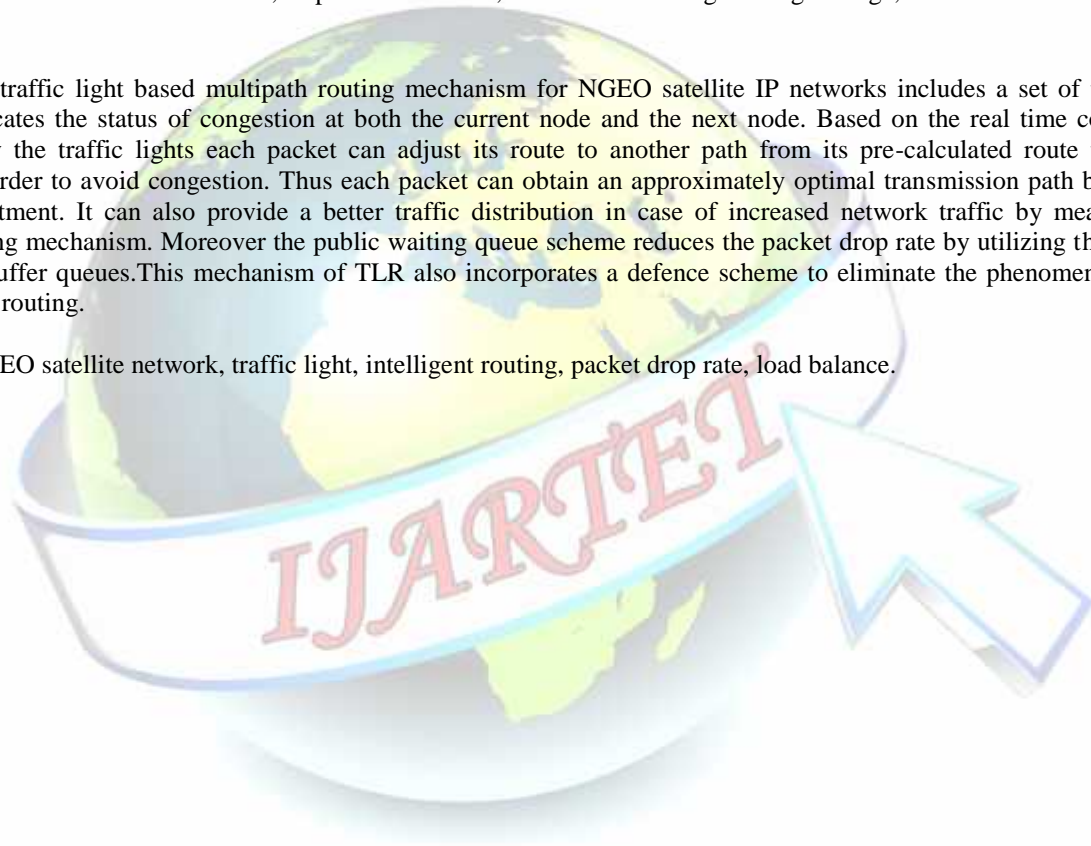 traffic light based multipath routing mechanism for NGEO satellite IP networks includes a set of
cates the status of congestion at both the current node and the next node. Based on the real time
the traffic lights each packet can adjust its route to another path from its pre-calculated route
rder to avoid congestion. Thus each packet can obtain an approximately optimal transmission path
tment. It can also provide a better traffic distribution in case of increased network traffic by
ng mechanism. Moreover the public waiting queue scheme reduces the packet drop rate by utilizing
uffer queues.This mechanism of TLR also incorporates a defence scheme to eliminate the
routing.
EO satellite network, traffic light, intelligent routing, packet drop rate, load balance.
IJARTET